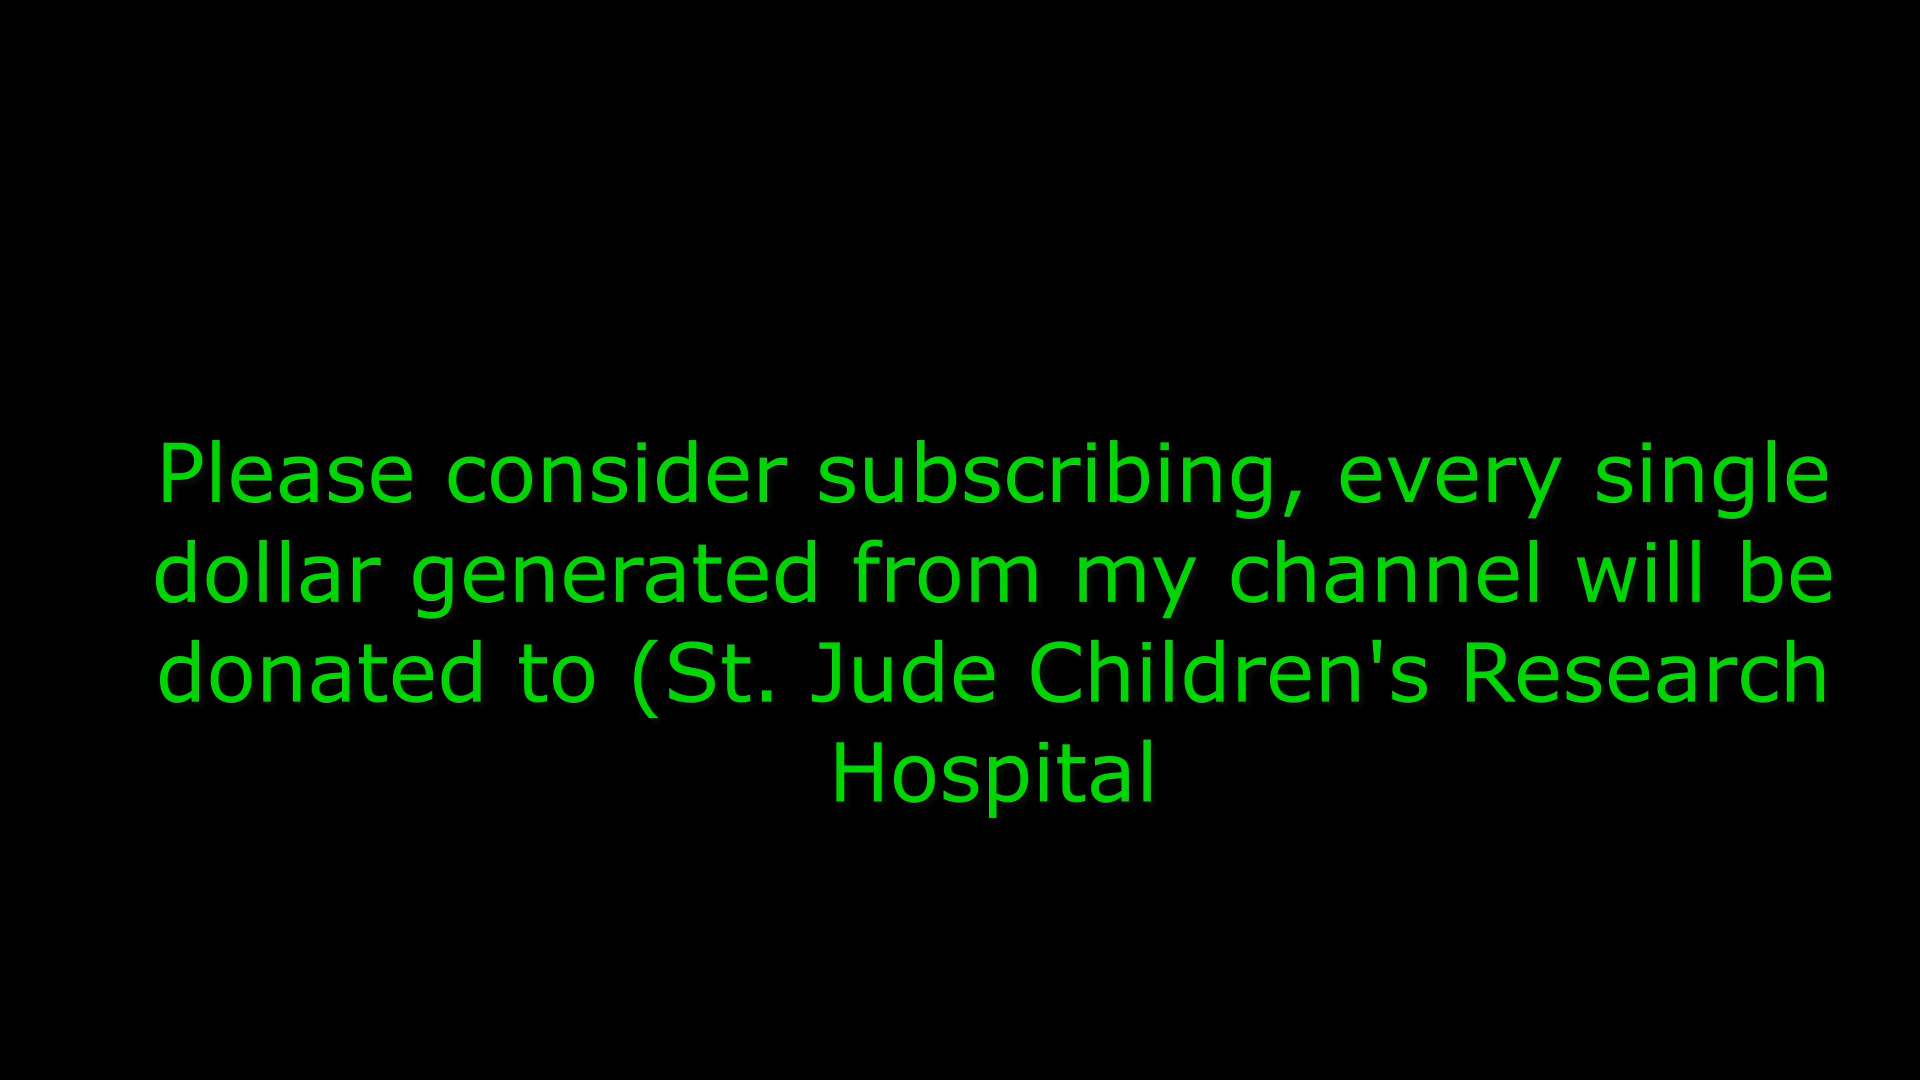 Please consider subscribing, every single
dollar generated from my channel will be
donated to (St. Jude Children's Research
Hospital